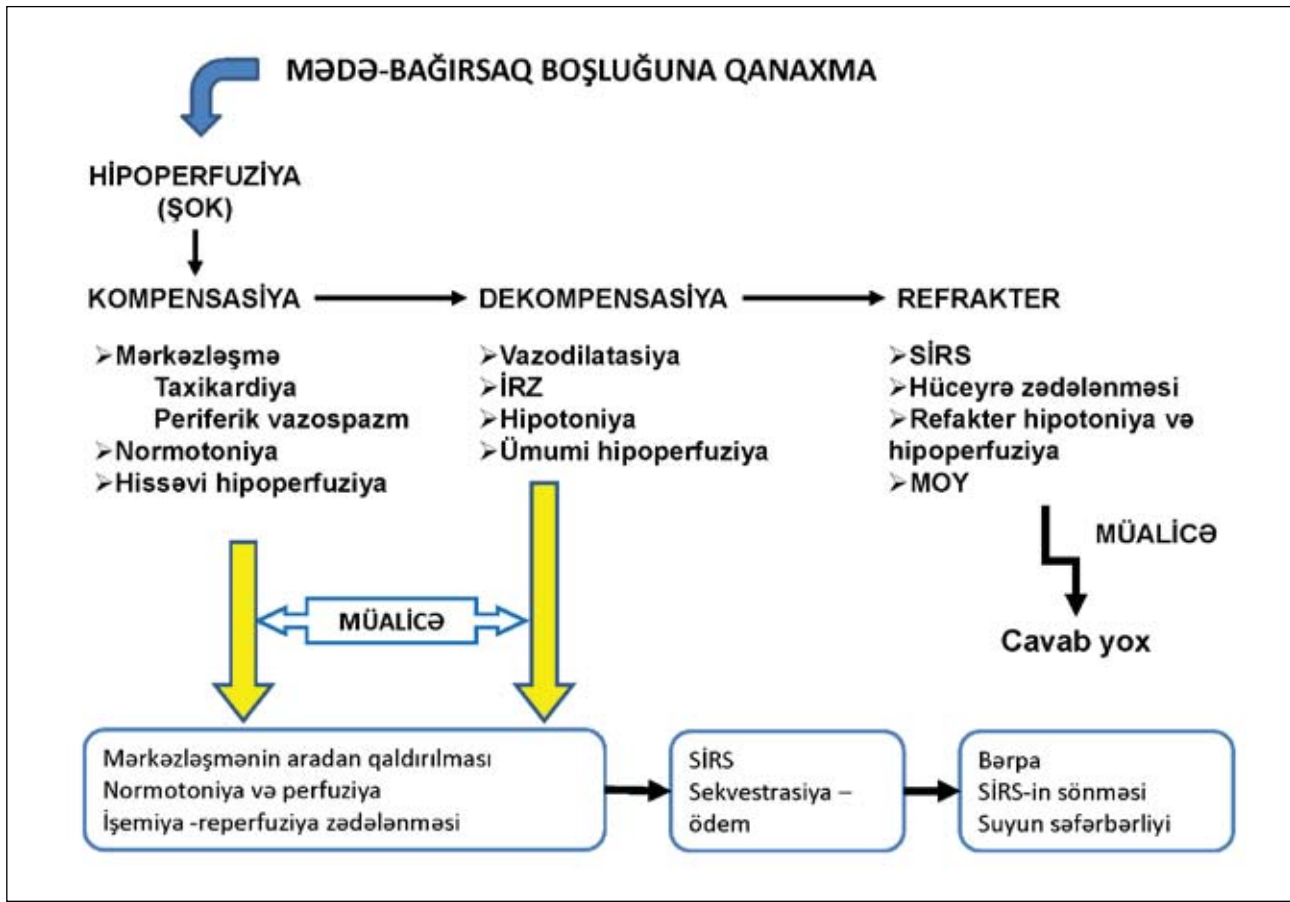 MƏDƏ-BAĞIRSAQ BOŞLUĞUNA QANAXMA
HİPOPERFUZİYA
(ŞOK)
KOMPENSASİYA
➢Mərkəzləşmə
Taxikardiya
Periferik vazospazm
➢Normotoniya
➢Hissəvi hipoperfuziya
DEKOMPENSASİYA
➢Vazodilatasiya
➢İRZ
➢Hipotoniya
➢Ümumi hipoperfuziya
REFRAKTER
➢SİRS
➢Hüceyrə zədələnməsi
➢Refakter hipotoniya və
hipoperfuziya
➢MOY
MÜALİCƏ
Cavab yox
MÜALİCƏ
Mərkəzləşmənin aradan qaldırılması
Normotoniya və perfuziya
İşemiya -reperfuziya zədələnməsi
SİRS
Sekvestrasiya –
ödem
Bərpa
SİRS-in sönməsi
Suyun səfərbərliyi